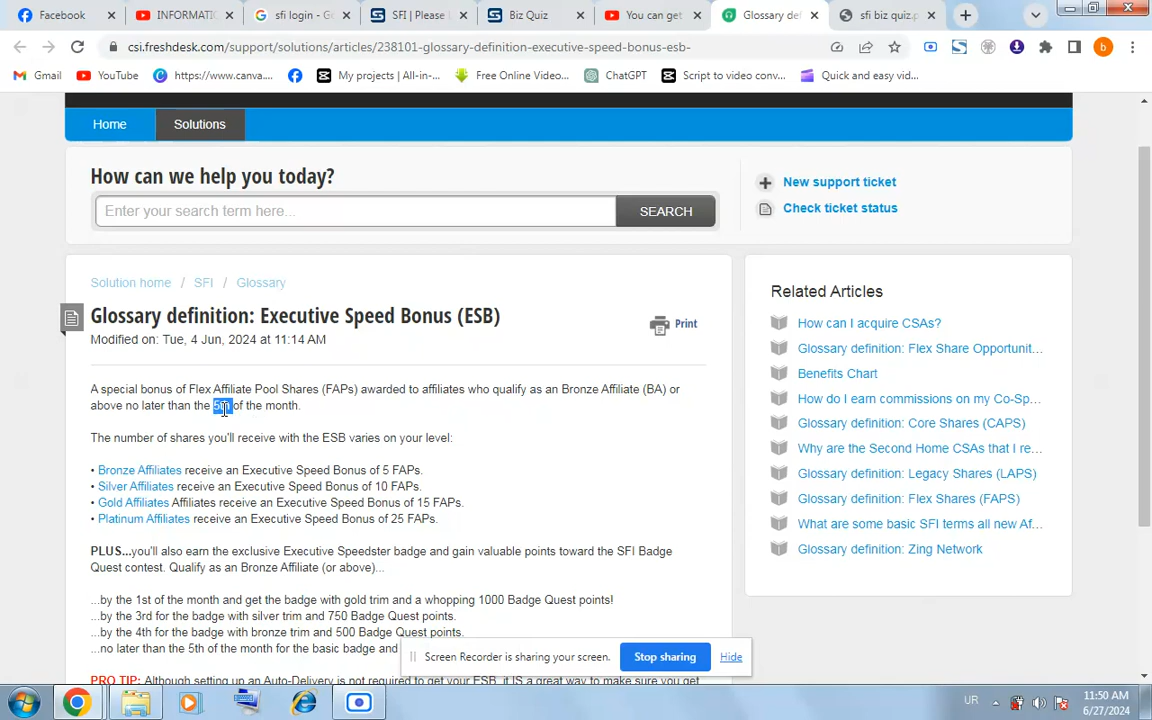 Facebook
INFORMATIC
sfi login - G
SFI | Please
Biz Quiz
You can get
Glossary def
sfi biz quiz.p
csi.freshdesk.com/support/solutions/articles/238101-glossary-definition-executive-speed-bonus-esb-
b
Gmail
YouTube
https://www.canva...
My projects | All-in-...
Free Online Video...
ChatGPT
Script to video conv...
Quick and easy vid...
Home
Solutions
How can we help you today?
Enter your search term here...
SEARCH
New support ticket
Check ticket status
Solution home / SFI / Glossary
Glossary definition: Executive Speed Bonus (ESB)
Print
Modified on: Tue, 4 Jun, 2024 at 11:14 AM
A special bonus of Flex Affiliate Pool Shares (FAPs) awarded to affiliates who qualify as an Bronze Affiliate (BA) or
above no later than the 5th of the month.
The number of shares you'll receive with the ESB varies on your level:
• Bronze Affiliates receive an Executive Speed Bonus of 5 FAPs.
• Silver Affiliates receive an Executive Speed Bonus of 10 FAPs.
• Gold Affiliates Affiliates receive an Executive Speed Bonus of 15 FAPs.
• Platinum Affiliates receive an Executive Speed Bonus of 25 FAPs.
PLUS...you'll also earn the exclusive Executive Speedster badge and gain valuable points toward the SFI Badge
Quest contest. Qualify as an Bronze Affiliate (or above)...
...by the 1st of the month and get the badge with gold trim and a whopping 1000 Badge Quest points!
...by the 3rd for the badge with silver trim and 750 Badge Quest points.
...by the 4th for the badge with bronze trim and 500 Badge Quest points.
...no later than the 5th of the month for the basic badge and
PRO TIP: Although setting up an Auto-Delivery is not required to get your ESB, it IS a great way to make sure you get
Related Articles
How can I acquire CSAs?
Glossary definition: Flex Share Opportunit...
Benefits Chart
How do I earn commissions on my Co-Sp...
Glossary definition: Core Shares (CAPS)
Why are the Second Home CSAs that I re...
Glossary definition: Legacy Shares (LAPS)
Glossary definition: Flex Shares (FAPS)
What are some basic SFI terms all new Af...
Glossary definition: Zing Network
Screen Recorder is sharing your screen.
Stop sharing
Hide
UR
11:50 AM
6/27/2024